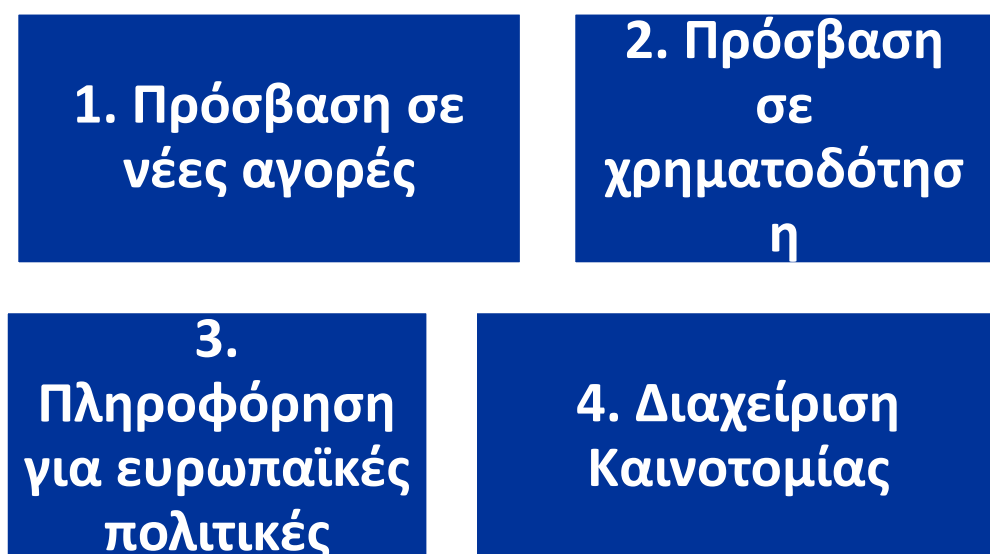 1. Πρόσβαση σε
νέες αγορές
2. Πρόσβαση
σε
χρηματοδότησ
η
3.
Πληροφόρηση
για ευρωπαϊκές
πολιτικές
4. Διαχείριση
Καινοτομίας